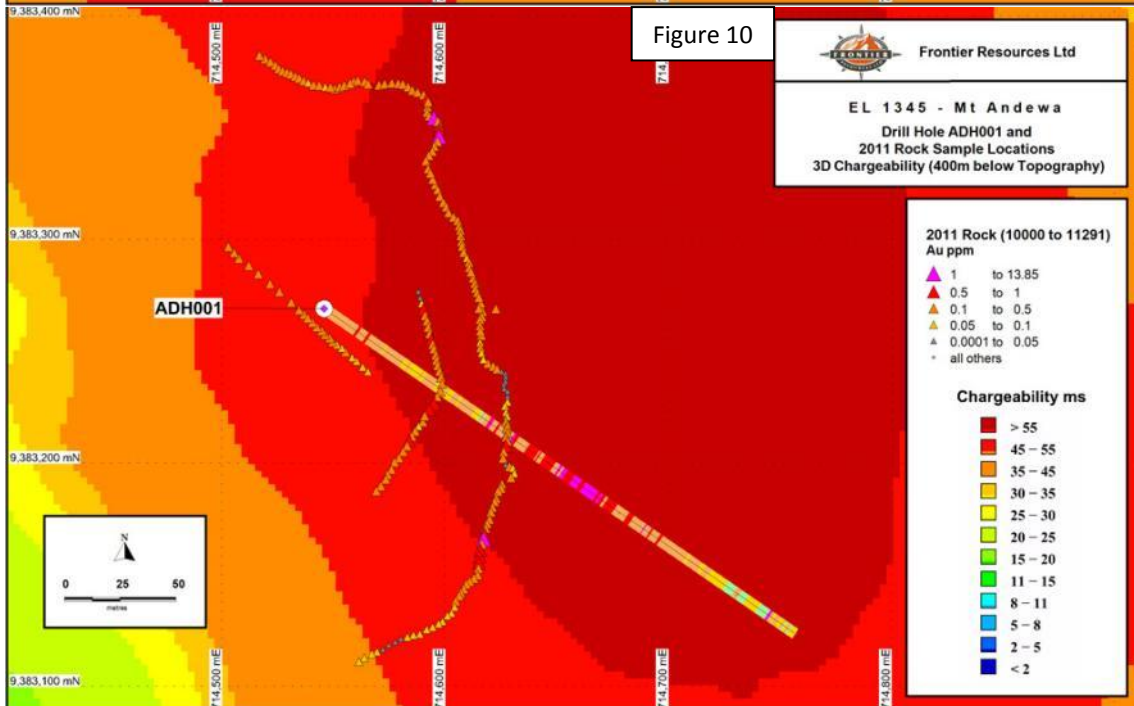 9,383,400 mN
714,500 mE
714,600 mE
Figure 10
FRONTIER
Frontier Resources Ltd
EL 1345 - Mt Andewa
Drill Hole ADH001 and
2011 Rock Sample Locations
3D Chargeability (400m below Topography)
9,383,300 mN
ADH001
2011 Rock (10000 to 11291)
Au ppm
1 to 13.85
0.5 to 1
0.1 to 0.5
0.05 to 0.1
0.0001 to 0.05
all others
Chargeability ms
> 55
45 – 55
35 – 45
30 – 35
25 – 30
20 – 25
15 – 20
11 – 15
8 – 11
5 – 8
2 – 5
< 2
9,383,200 mN
N
0 25 50
metres
9,383,100 mN
714,500 mE
714,600 mE
714,700 mE
714,800 mE